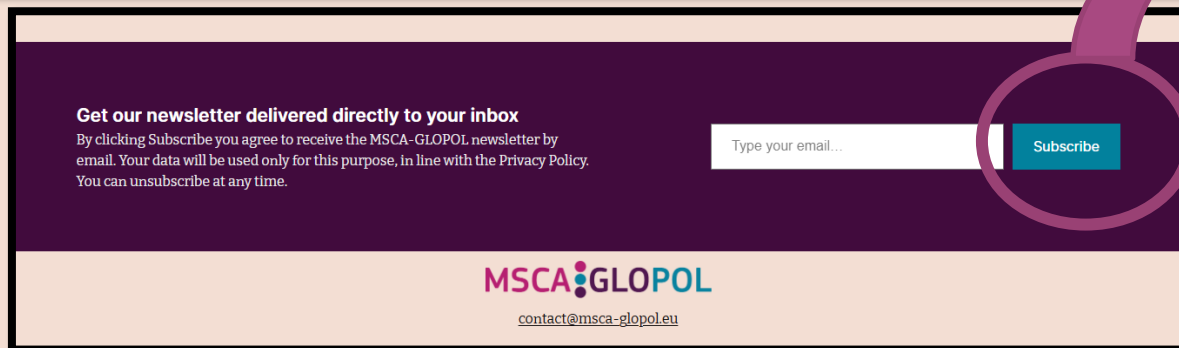 Get our newsletter delivered directly to your inbox
By clicking Subscribe you agree to receive the MSCA-GLOPOL newsletter by
email. Your data will be used only for this purpose, in line with the Privacy Policy.
You can unsubscribe at any time.
Type your email...
Subscribe
MSCA GLOPOL
contact@msca-glopol.eu